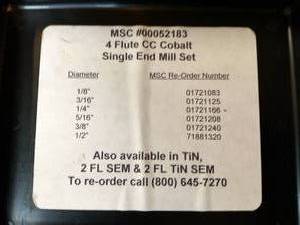 MSC #00052183
4 Flute CC Cobalt
Single End Mill Set
Diameter MSC Re-Order Number
1/8" 01721083
3/16" 01721125
1/4" 01721166
5/16" 01721208
3/8" 01721240
1/2" 71881320
Also available in TiN,
2 FL SEM & 2 FL TiN SEM
To re-order call (800) 645-7270